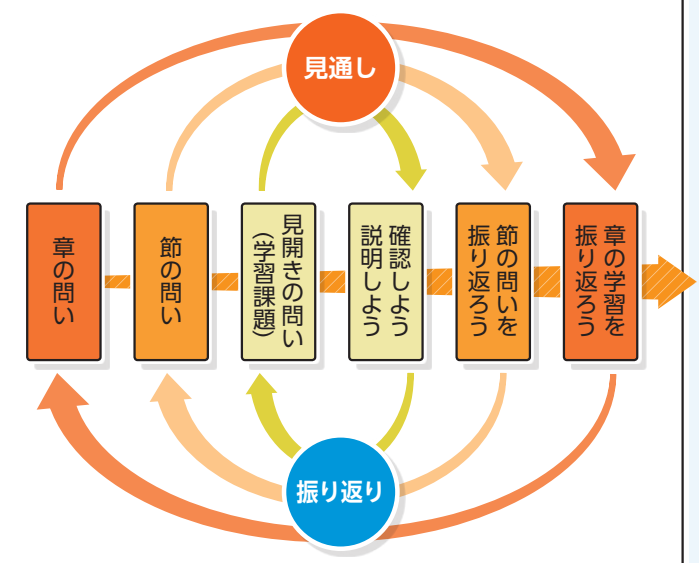 見通し
章の問い
節の問い
見開きの問い
(学習課題)
確認しよう
説明しよう
節の問いを
振り返ろう
章の学習を
振り返ろう
振り返り